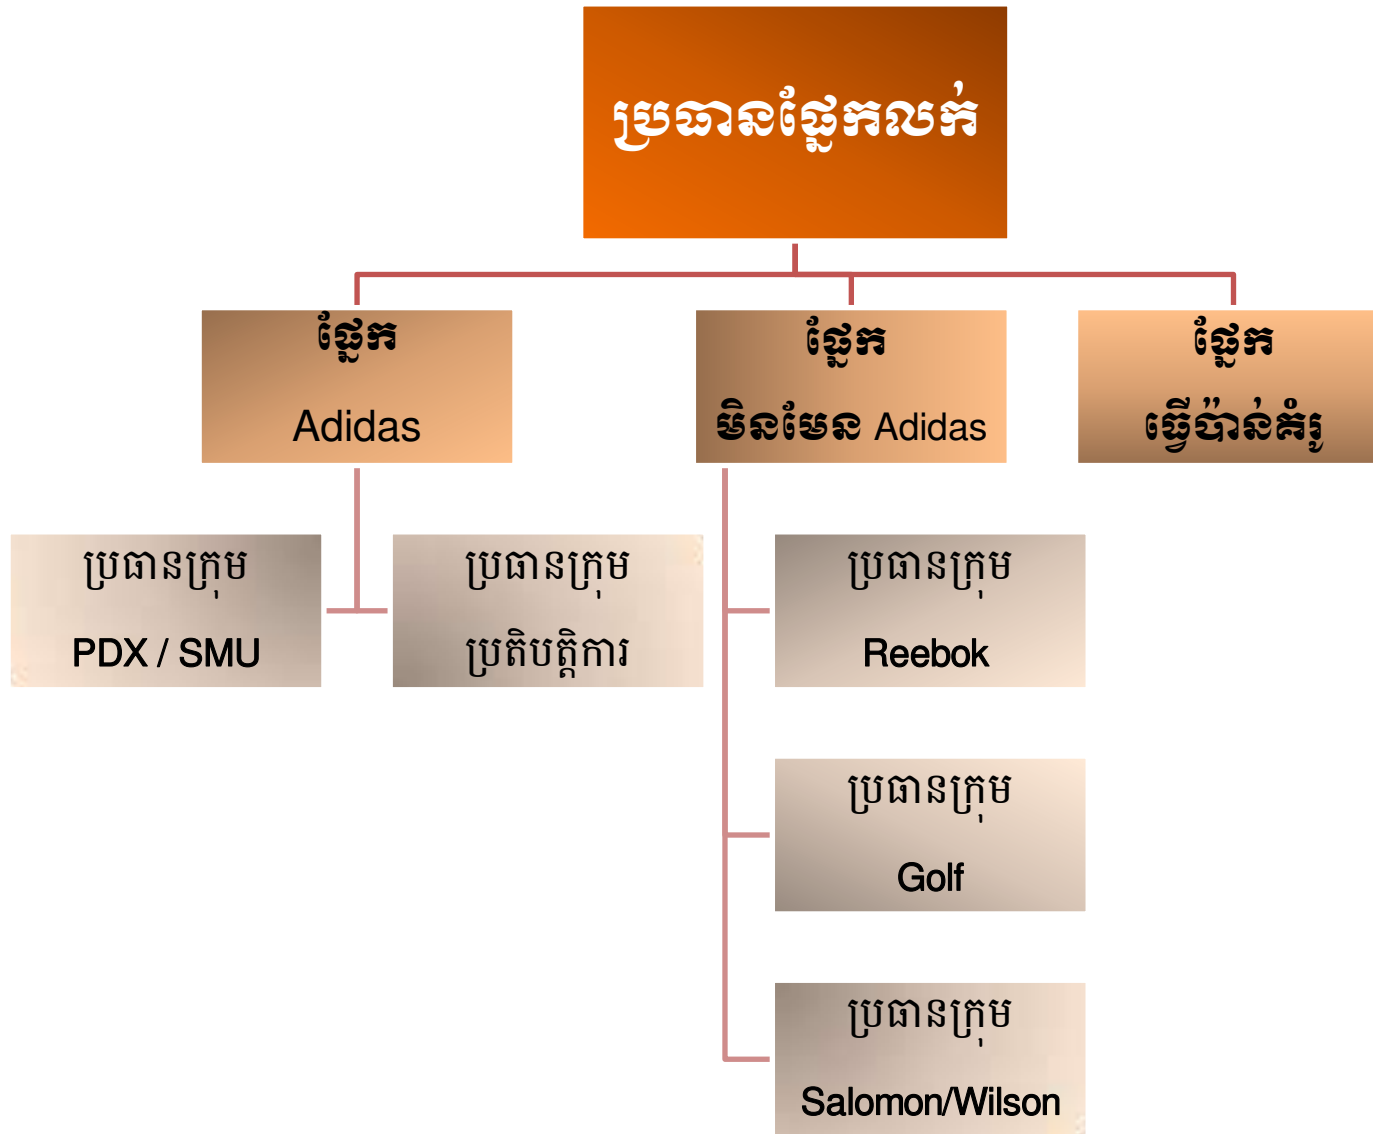 ប្រធានផ្នែកលក់
ផ្នែក
Adidas
ផ្នែក
មិនមែន Adidas
ផ្នែក
ធ្វើប៉ាន់គំរូ
ប្រធានក្រុម
PDX / SMU
ប្រធានក្រុម
ប្រតិបត្តិការ
ប្រធានក្រុម
Reebok
ប្រធានក្រុម
Golf
ប្រធានក្រុម
Salomon/Wilson